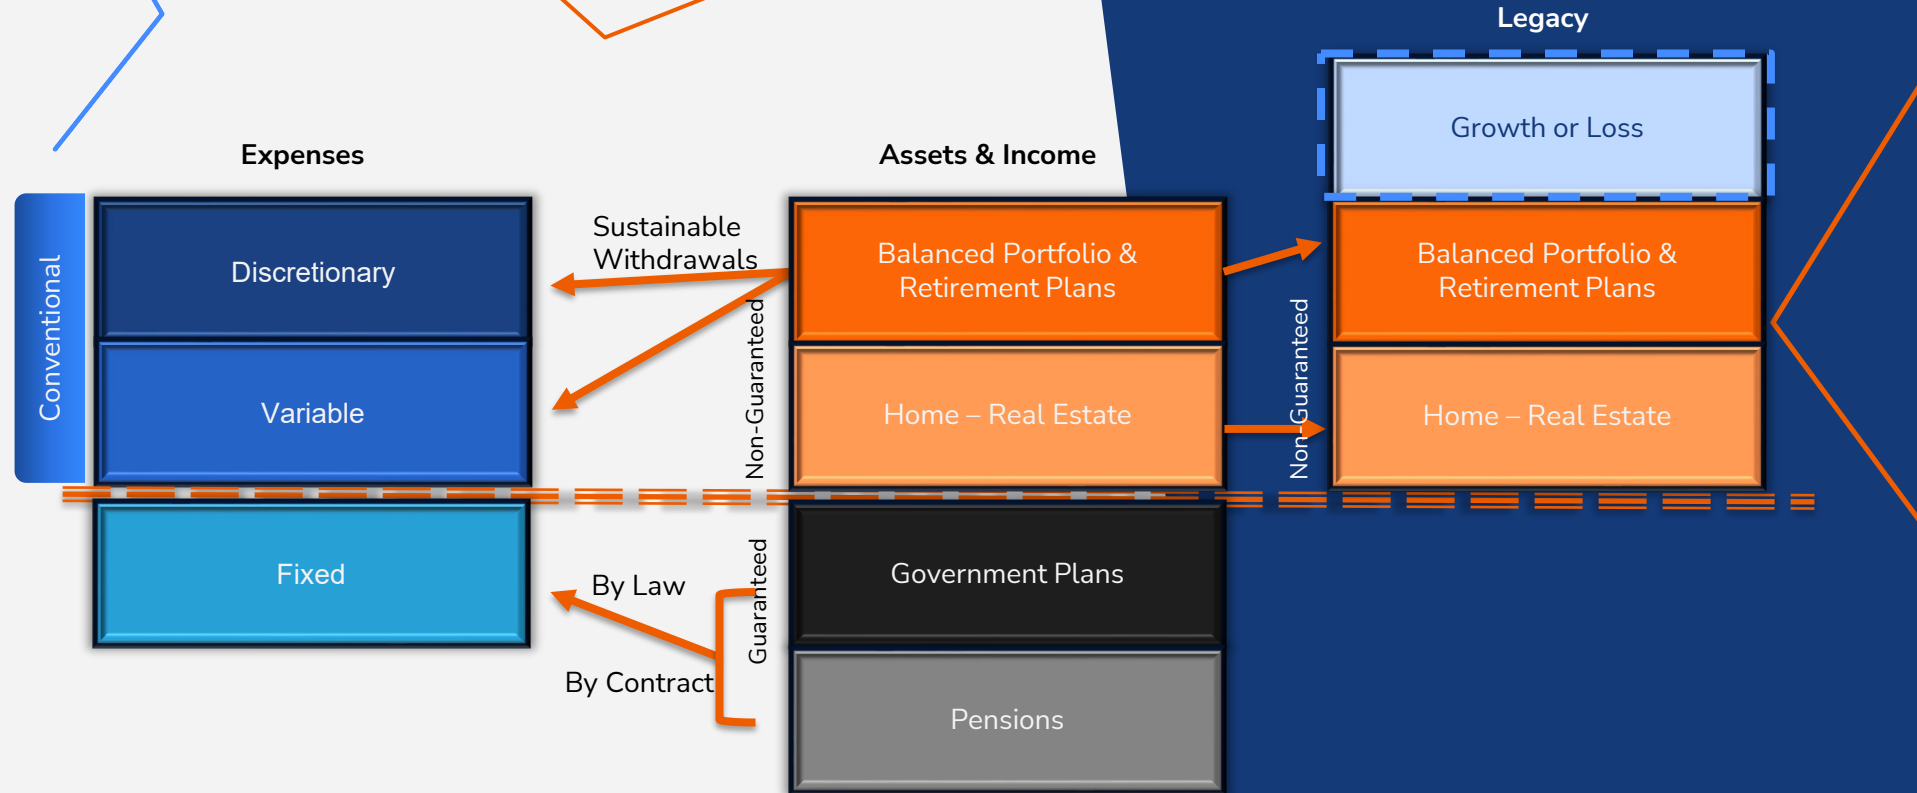 Legacy
Growth or Loss
Expenses
Assets & Income
Conventional
Discretionary
Sustainable
Withdrawals
Balanced Portfolio &
Retirement Plans
Balanced Portfolio &
Retirement Plans
Variable
Non-Guaranteed
Home – Real Estate
Non-Guaranteed
Home – Real Estate
Fixed
By Law
By Contract
Guaranteed
Government Plans
Pensions